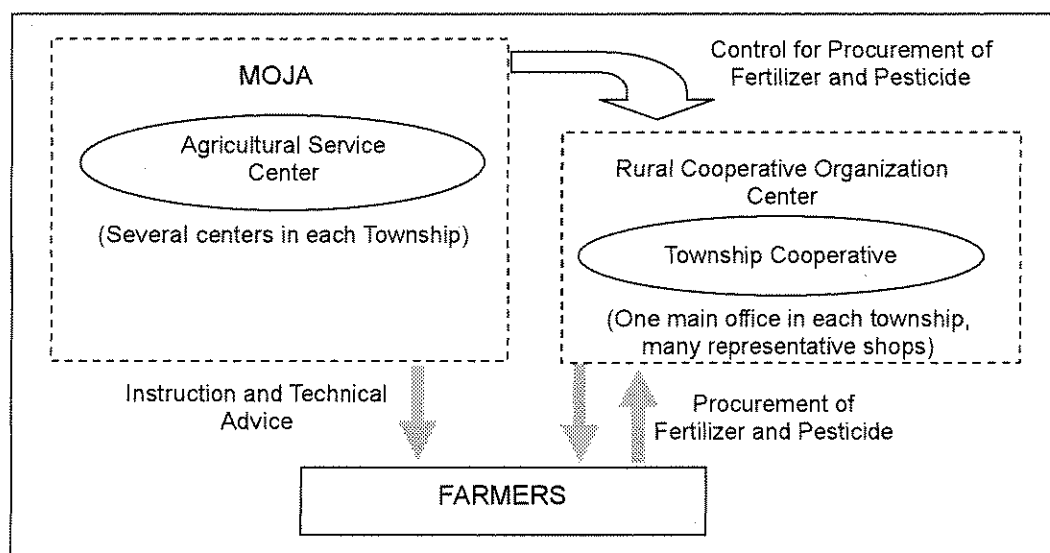 MOJA
Agricultural Service
Center
(Several centers in each Township)
Control for Procurement of
Fertilizer and Pesticide
Rural Cooperative Organization
Center
Township Cooperative
(One main office in each township,
many representative shops)
Instruction and Technical
Advice
Procurement of
Fertilizer and Pesticide
FARMERS